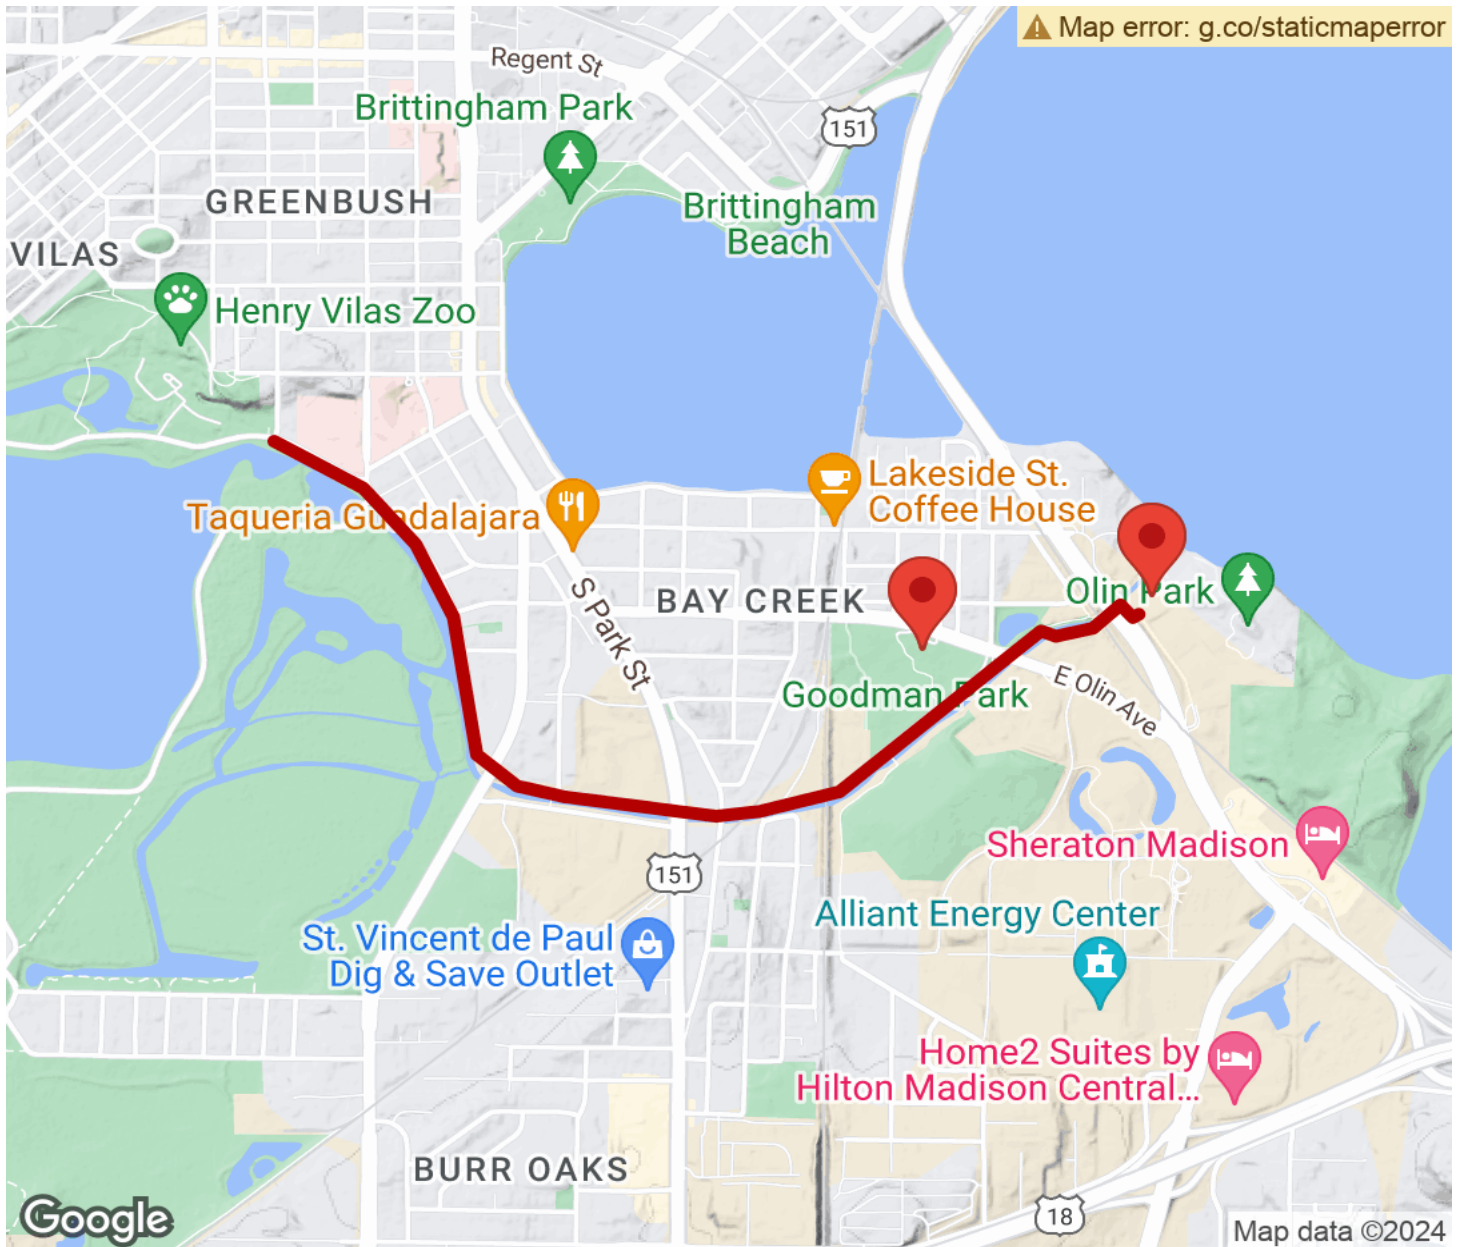 Map error: g.co/staticmaperror
Regent St
Brittingham Park
151
GREENBUSH
Brittingham
Beach
VILAS
Henry Vilas Zoo
Lakeside St.
Coffee House
Taqueria Guadalajara
S Park St
BAY CREEK
Olin Park
Goodman Park
E Olin Ave
Sheraton Madison
151
Alliant Energy Center
St. Vincent de Paul
Dig & Save Outlet
Home2 Suites by
Hilton Madison Central...
BURR OAKS
18
Google
Map data ©2024